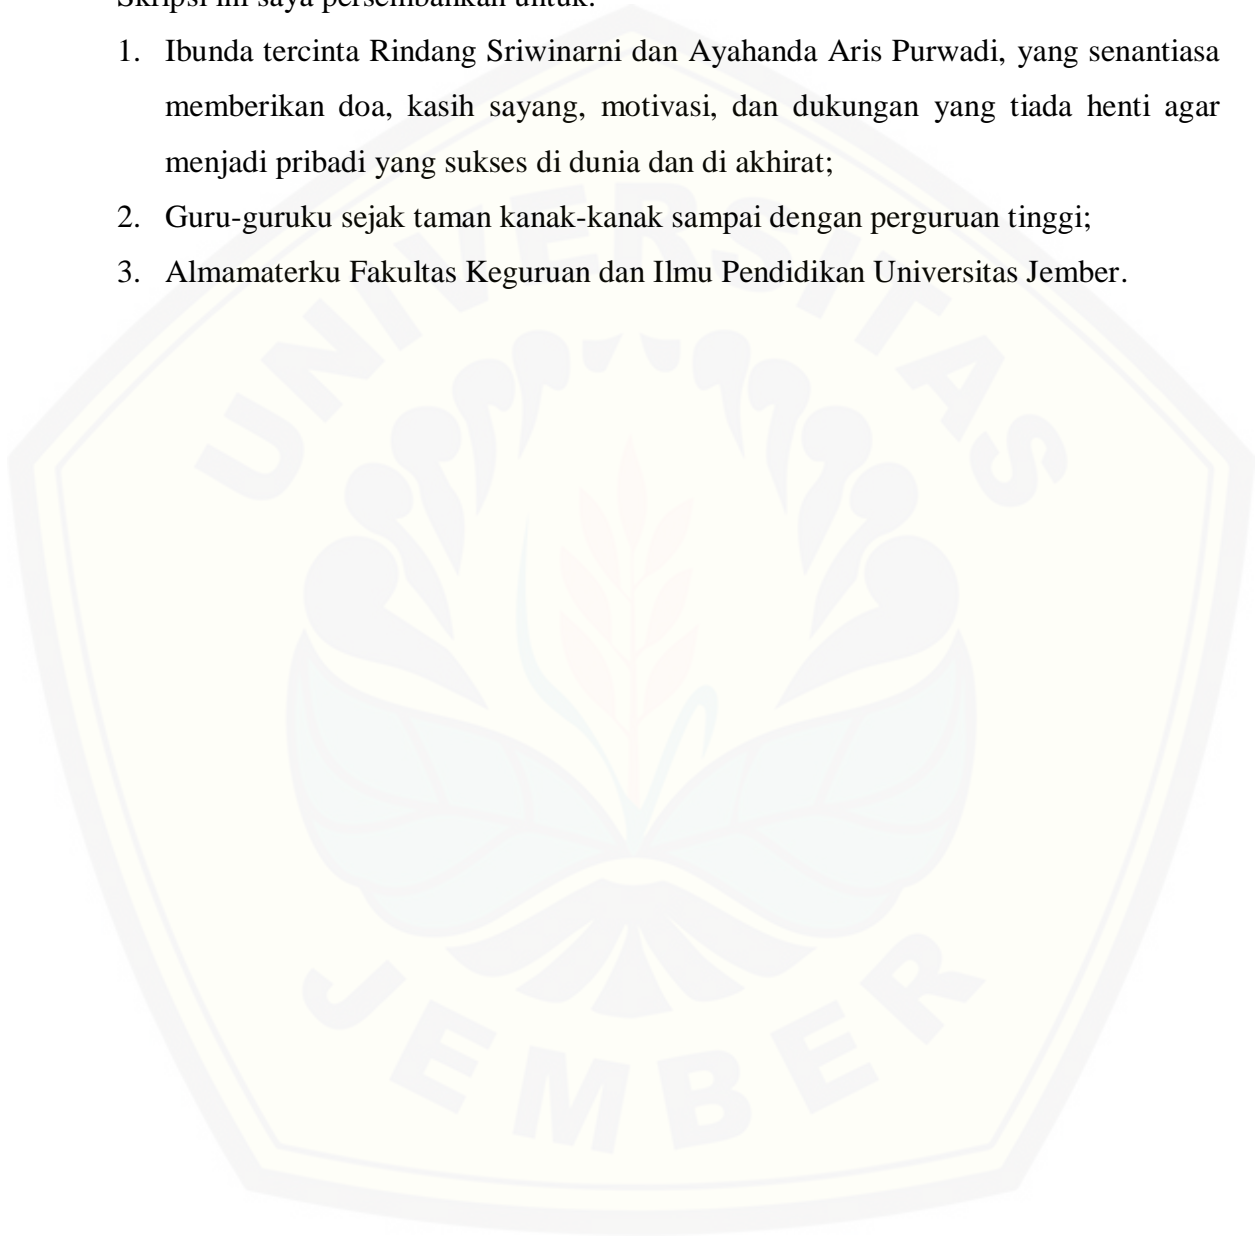 Skripsi ini saya persembahkan untuk:
1. Ibunda tercinta Rindang Sriwinarni dan Ayahanda Aris Purwadi, yang senantiasa
memberikan doa, kasih sayang, motivasi, dan dukungan yang tiada henti agar
menjadi pribadi yang sukses di dunia dan di akhirat;
2. Guru-guruku sejak taman kanak-kanak sampai dengan perguruan tinggi;
3. Almamaterku Fakultas Keguruan dan Ilmu Pendidikan Universitas Jember.
UNIVERSITAS
JEMBER